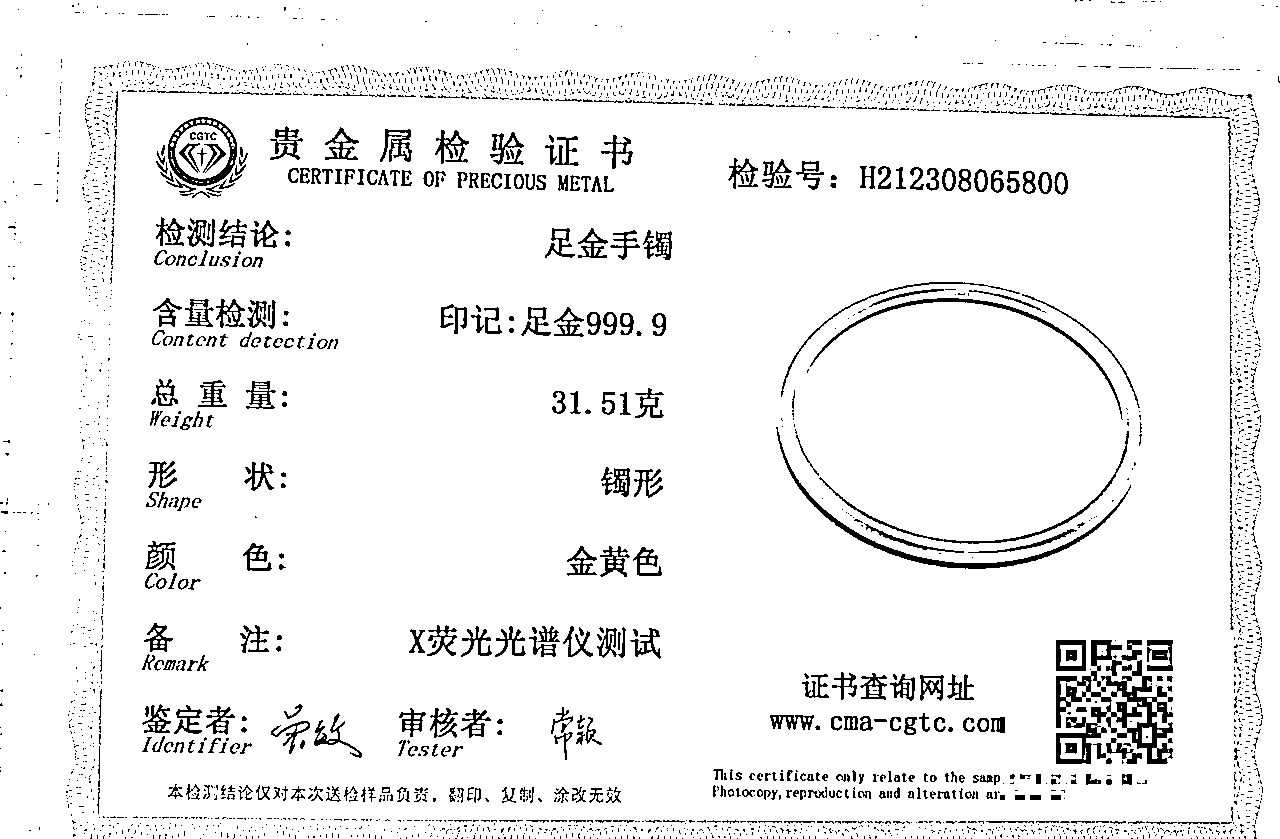 CGTC
贵金属检验证书
CERTIFICATE OF PRECIOUS METAL
检验号: H212308065800
检测结论: 足金手镯
Conclusion
含量检测: 印记:足金999.9
Content detection
总重量: 31.51克
Weight
形状: 镯形
Shape
颜色: 金黄色
Color
备注: X荧光光谱仪测试
Remark
证书查询网址
www.cma-cgtc.com
鉴定者: 审核者:
Identifier Tester
本检测结论仅对本次送检样品负责，翻印、复制、涂改无效
This certificate only relate to the
Photocopy, reproduction and alteration